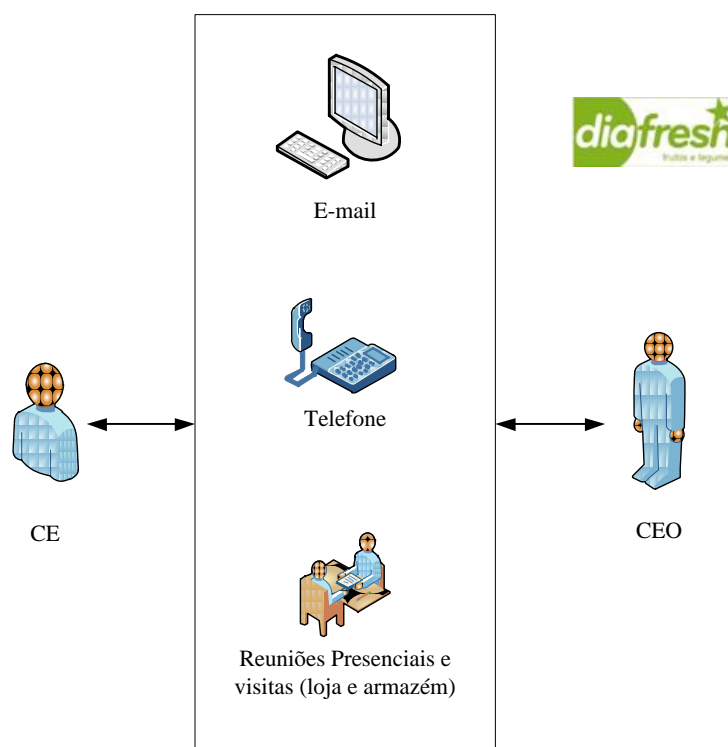 E-mail
diafresh
Telefone
CE
CEO
Reuniões Presenciais e
visitas (loja e armazém)